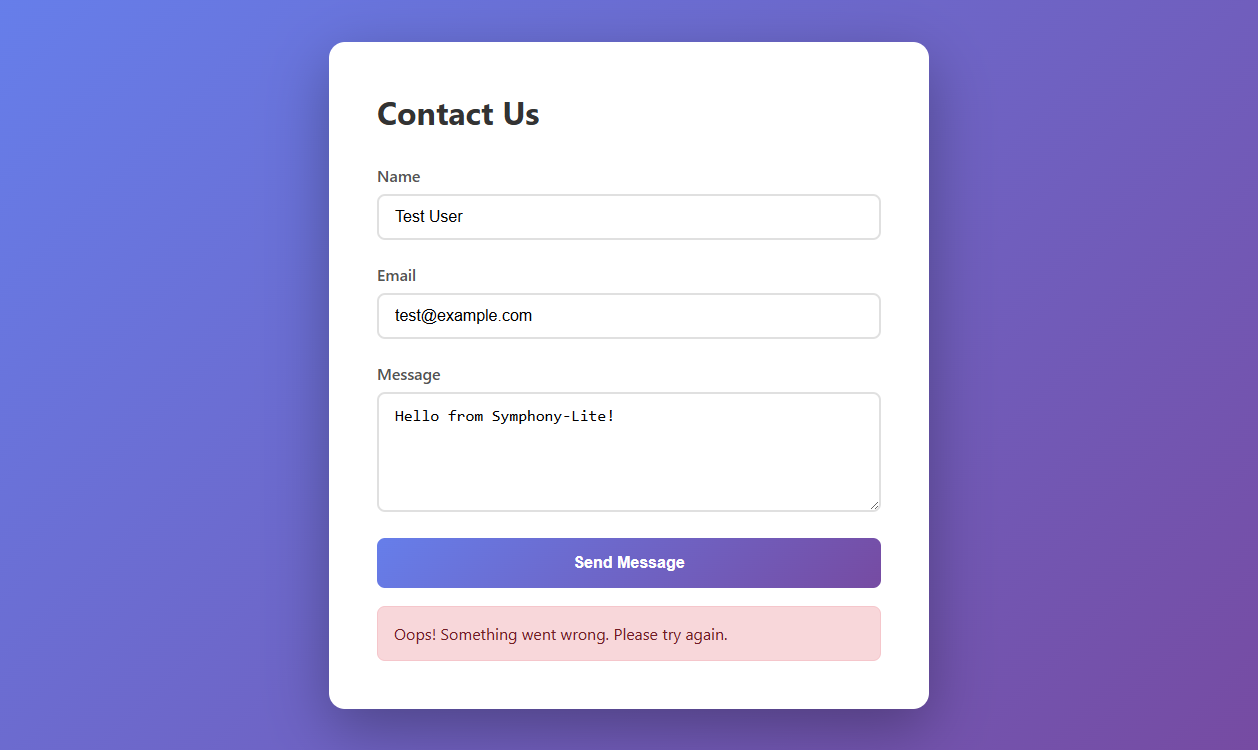 Contact Us
Name
Test User
Email
test@example.com
Message
Hello from Symphony-Lite!
Send Message
Oops! Something went wrong. Please try again.